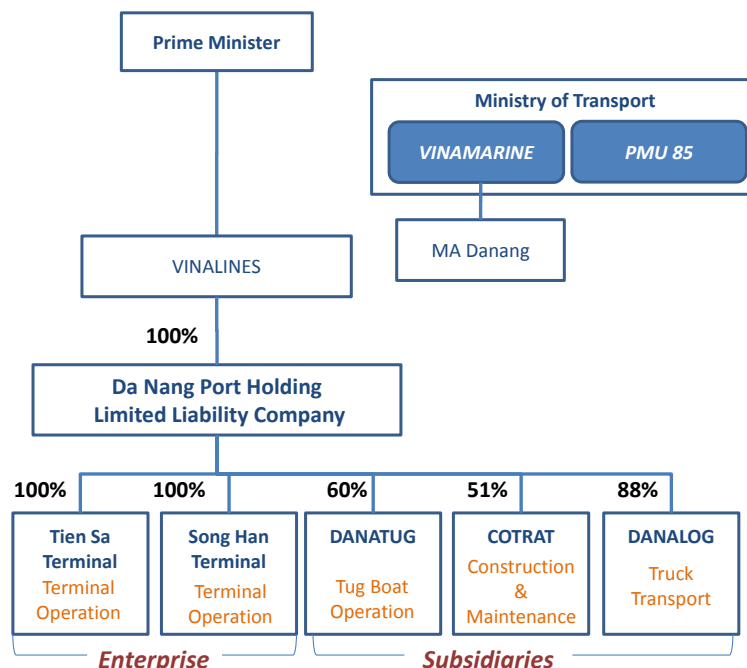 Prime Minister
Ministry of Transport
VINAMARINE
PMU 85
MA Danang
VINALINES
100%
Da Nang Port Holding
Limited Liability Company
100%
100%
60%
51%
88%
Tien Sa
Terminal
Terminal
Operation
Song Han
Terminal
Terminal
Operation
DANATUG
Tug Boat
Operation
COTRAT
Construction
&
Maintenance
DANALOG
Truck
Transport
Enterprise
Subsidiaries